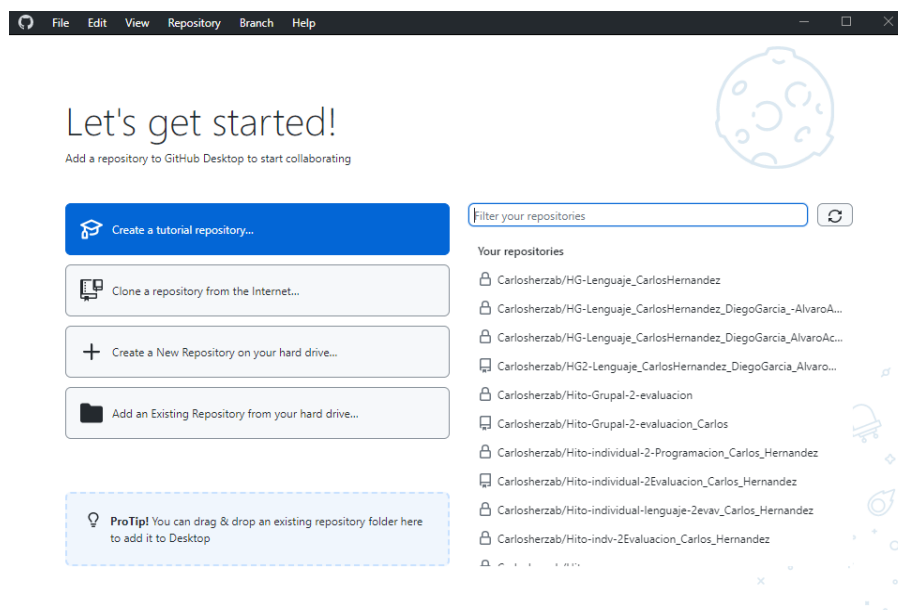 File Edit View Repository Branch Help
Let's get started!
Add a repository to GitHub Desktop to start collaborating
Create a tutorial repository...
Clone a repository from the Internet...
Create a New Repository on your hard drive...
Add an Existing Repository from your hard drive...
ProTip! You can drag & drop an existing repository folder here
to add it to Desktop
Filter your repositories
Your repositories
Carlosherzab/HG-Lenguaje_CarlosHernandez
Carlosherzab/HG-Lenguaje_CarlosHernandez_DiegoGarcia_-AlvaroA...
Carlosherzab/HG-Lenguaje_CarlosHernandez_DiegoGarcia_AlvaroAc...
Carlosherzab/HG2-Lenguaje_CarlosHernandez_DiegoGarcia_Alvaro...
Carlosherzab/Hito-Grupal-2-evaluacion
Carlosherzab/Hito-Grupal-2-evaluacion_Carlos
Carlosherzab/Hito-individual-2-Programacion_Carlos_Hernandez
Carlosherzab/Hito-individual-2Evaluacion_Carlos_Hernandez
Carlosherzab/Hito-individual-lenguaje-2evav_Carlos_Hernandez
Carlosherzab/Hito-indv-2Evaluacion_Carlos_Hernandez